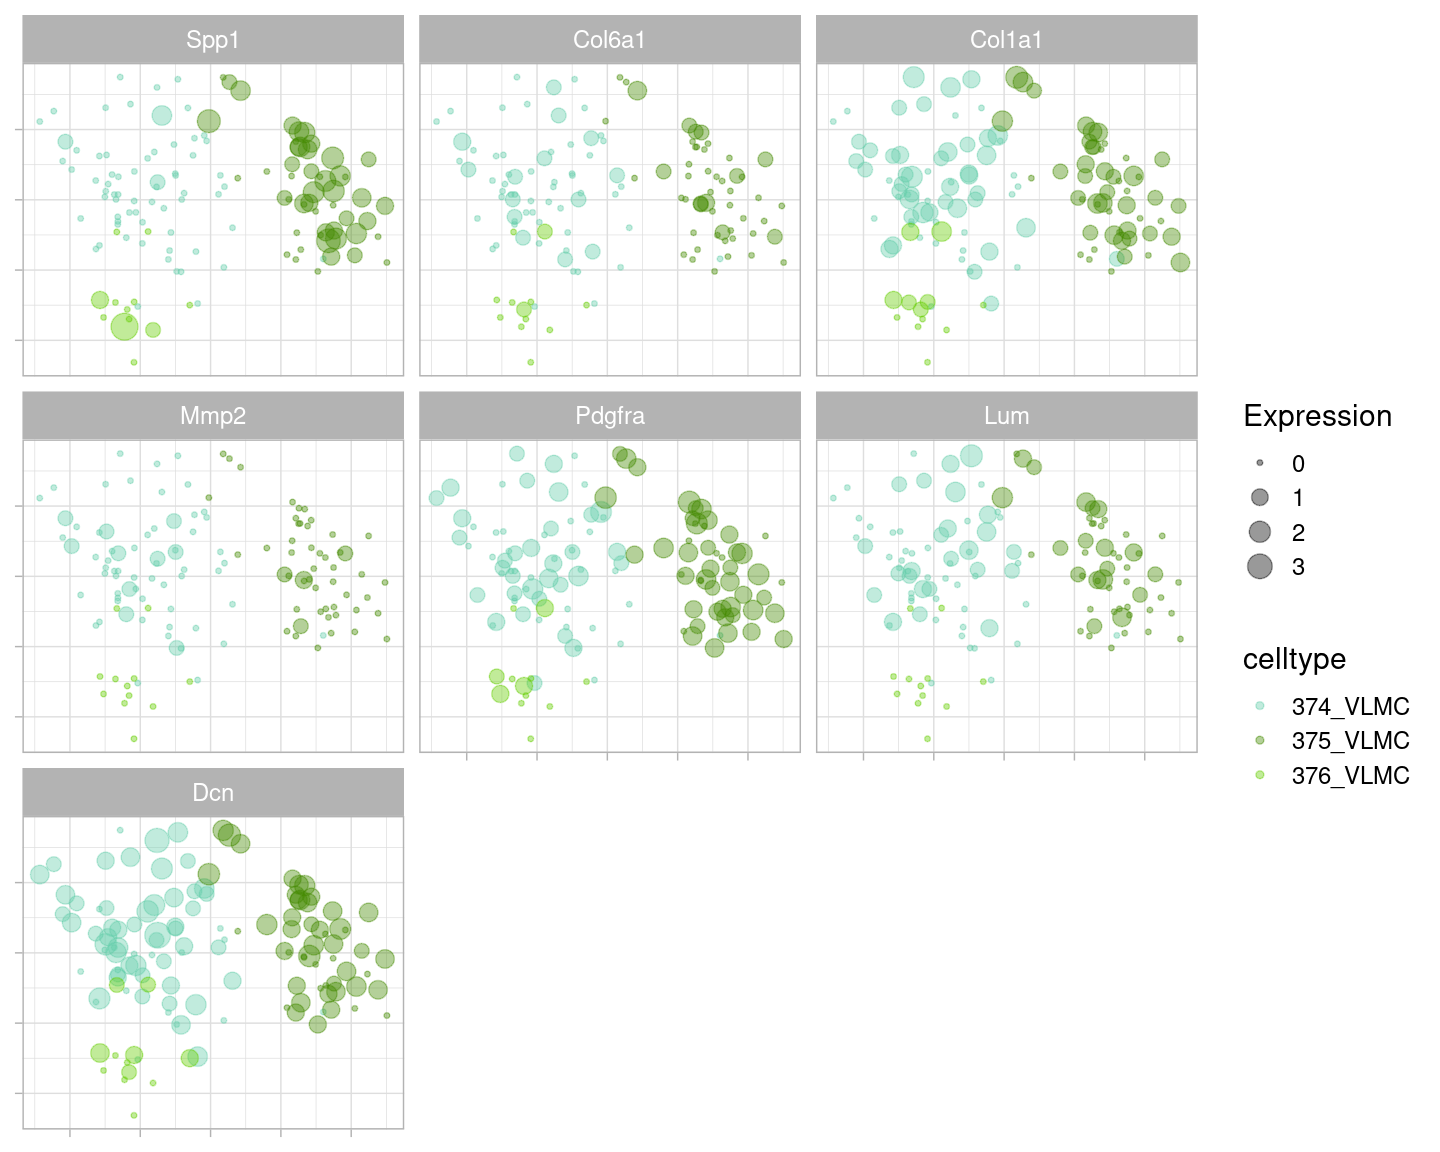 Spp1
Col6a1
Col1a1
Mmp2
Pdgfra
Lum
Dcn
Expression
0
1
2
3
celltype
374_VLMC
375_VLMC
376_VLMC